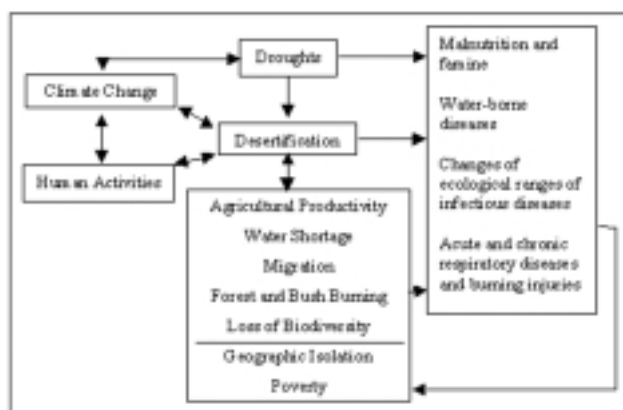 Droughts
Climate Change
Desertification
Human Activities
Agricultural Productivity
Water Shortage
Migration
Forest and Bush Burning
Loss of Biodiversity
Geographic Isolation
Poverty
Malnutrition and
famine
Water-borne
diseases
Changes of
ecological ranges of
infectious diseases
Acute and chronic
respiratory diseases
and burning injuries